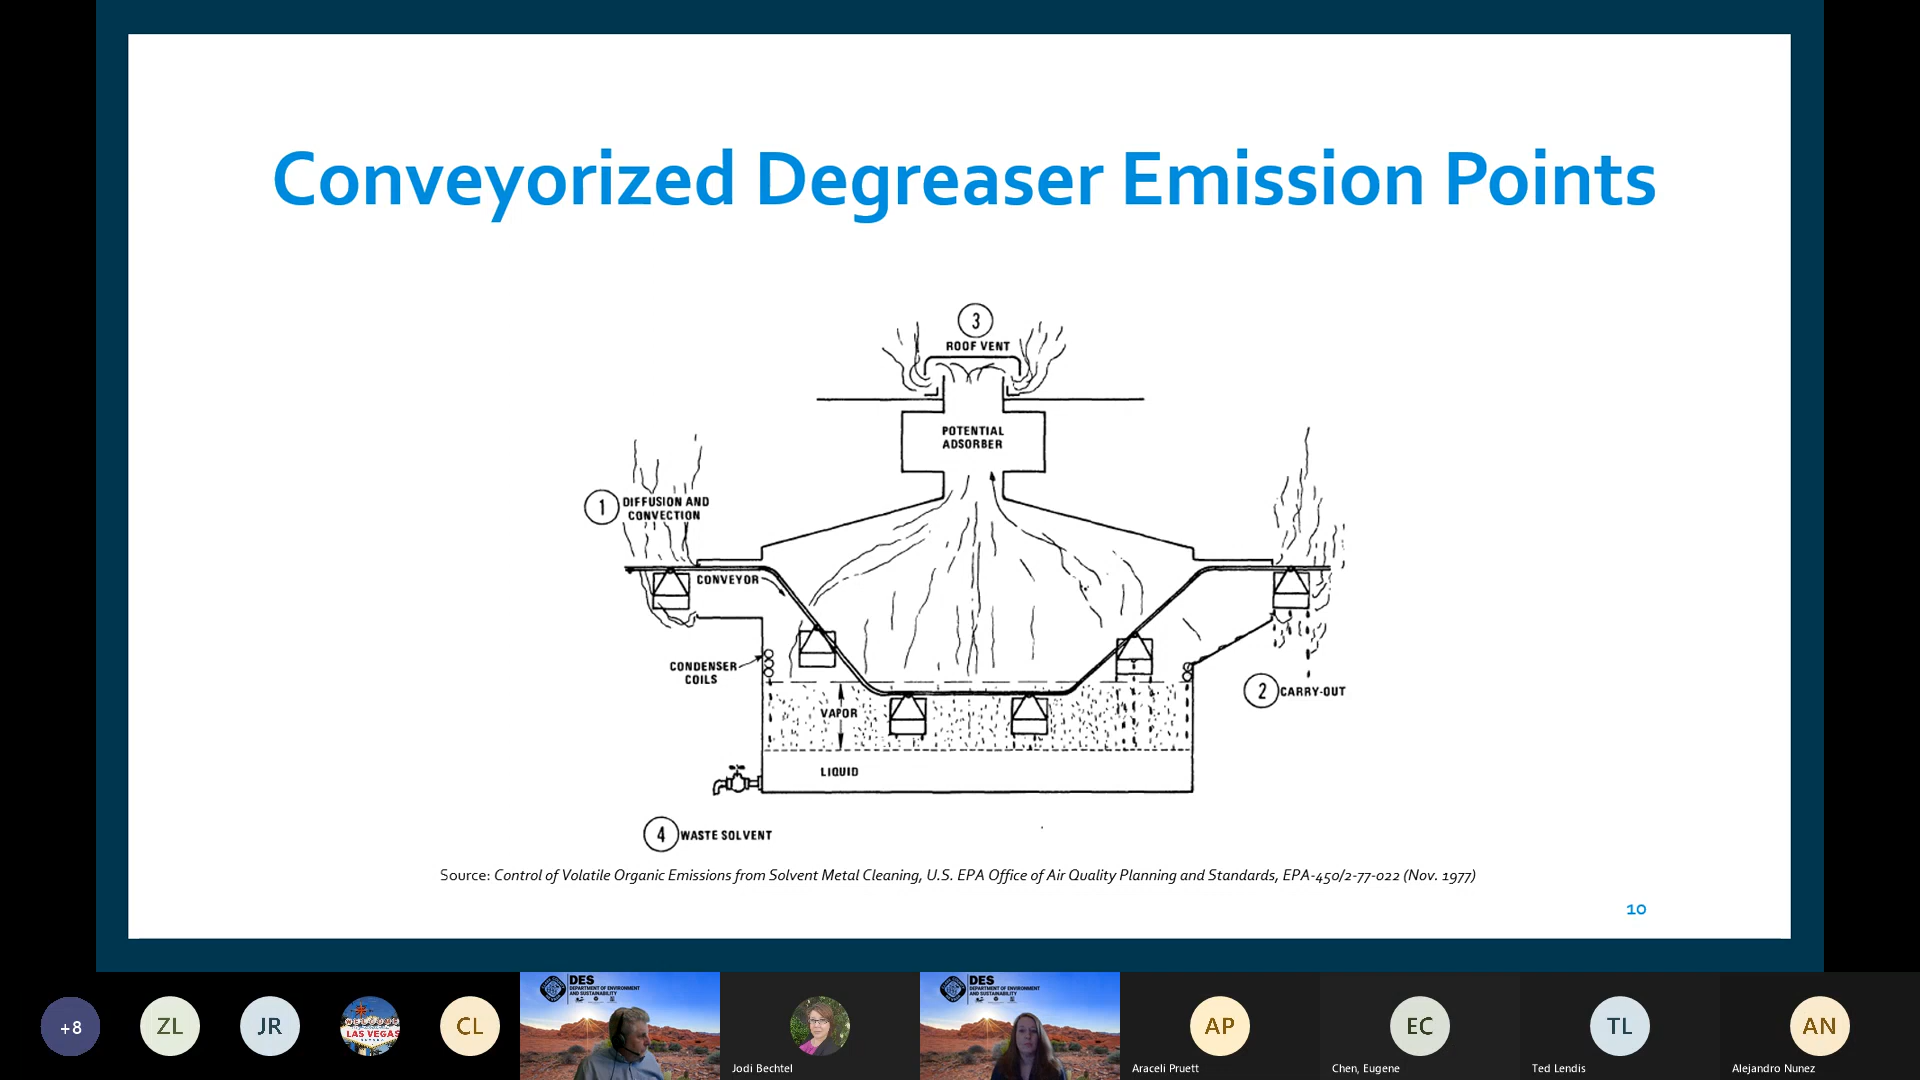 Conveyorized Degreaser Emission Points
3
ROOF VENT
POTENTIAL
ADSORBER
1
DIFFUSION AND
CONVECTION
CONVEYOR
CONDENSER
COILS
2
CARRY-OUT
VAPOR
LIQUID
4
WASTE SOLVENT
Source: Control of Volatile Organic Emissions from Solvent Metal Cleaning, U.S. EPA Office of Air Quality Planning and Standards, EPA-450/2-77-022 (Nov. 1977)
10
+8
ZL
JR
WELCOME
LAS VEGAS
CL
DES
DEPARTMENT OF ENVIRONMENT
AND SUSTAINABILITY
Jodi Bechtel
DES
DEPARTMENT OF ENVIRONMENT
AND SUSTAINABILITY
AP
Araceli Pruett
EC
Chen, Eugene
TL
Ted Lendis
AN
Alejandro Nunez